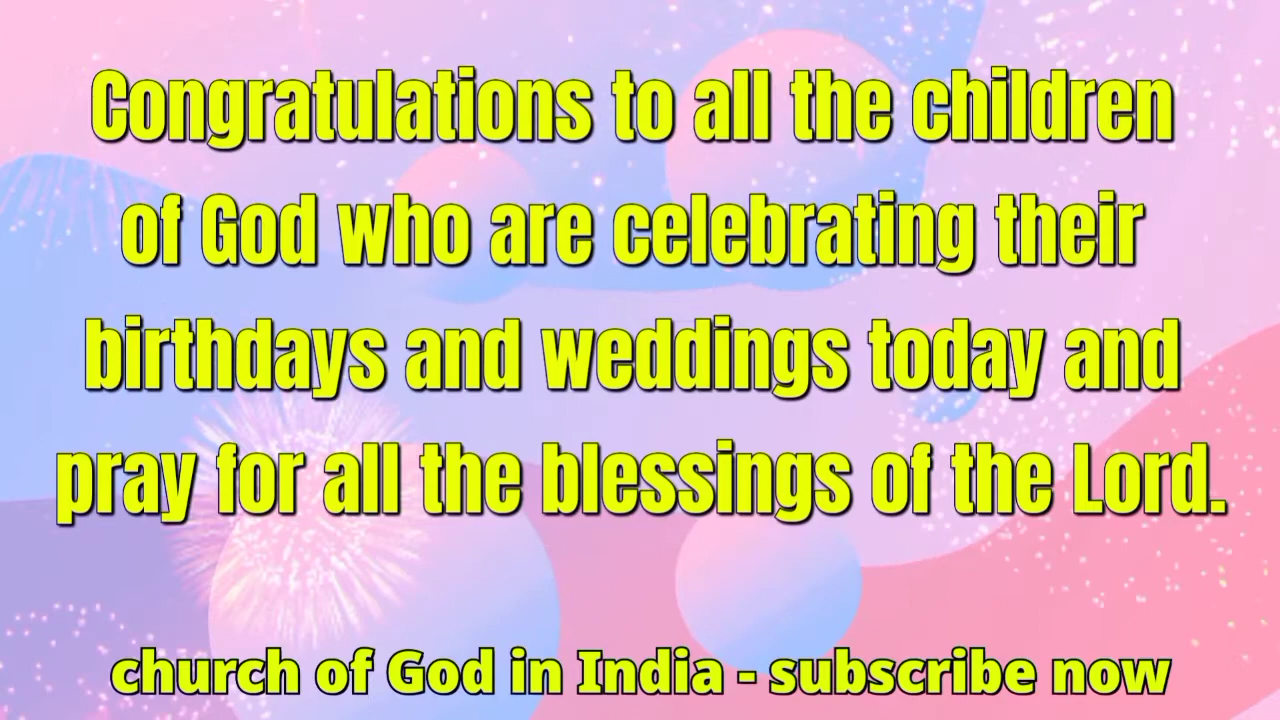 Congratulations to all the children
of God who are celebrating their
birthdays and weddings today and
pray for all the blessings of the Lord.
church of God in India - subscribe now